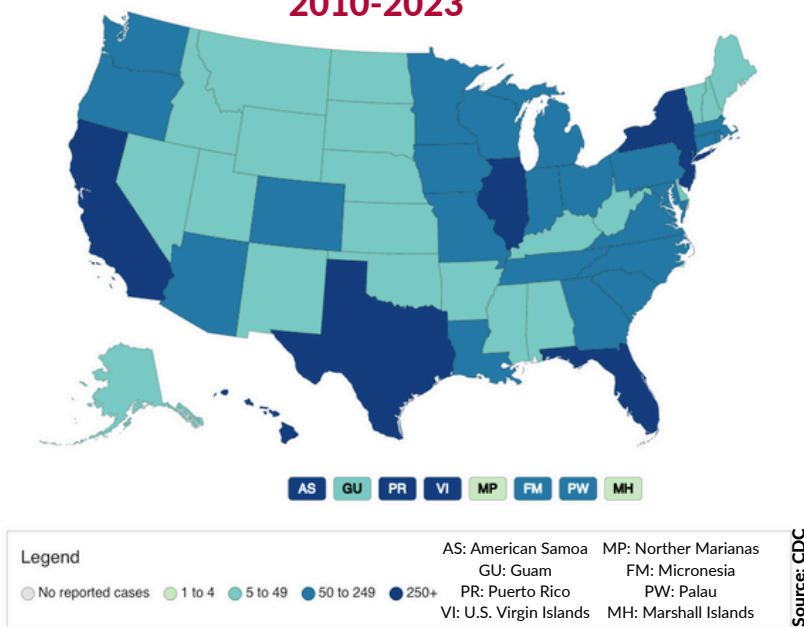 2010-2023
AS GU PR VI MP FM PW MH
Legend
No reported cases 1 to 4 5 to 49 50 to 249 250+
AS: American Samoa MP: Norther Marianas
GU: Guam FM: Micronesia
PR: Puerto Rico PW: Palau
VI: U.S. Virgin Islands MH: Marshall Islands
Source: CDC